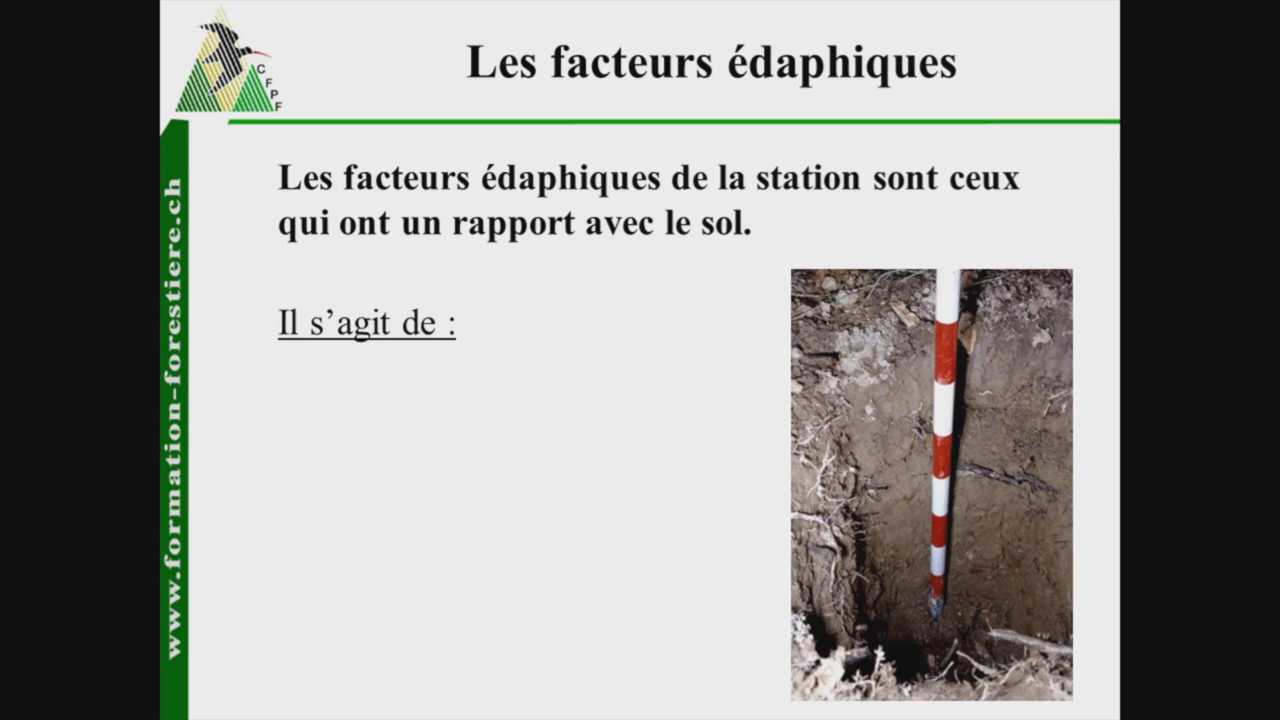 C
F
P
F
Les facteurs édaphiques
www.formation-forestiere.ch
Les facteurs édaphiques de la station sont ceux
qui ont un rapport avec le sol.
Il s’agit de :